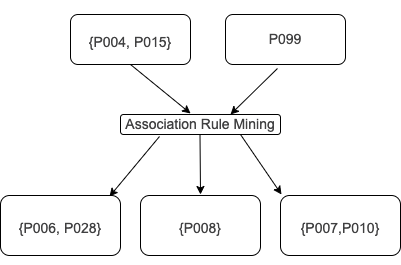 {P004, P015}
P099
Association Rule Mining
{P006, P028}
{P008}
{P007,P010}